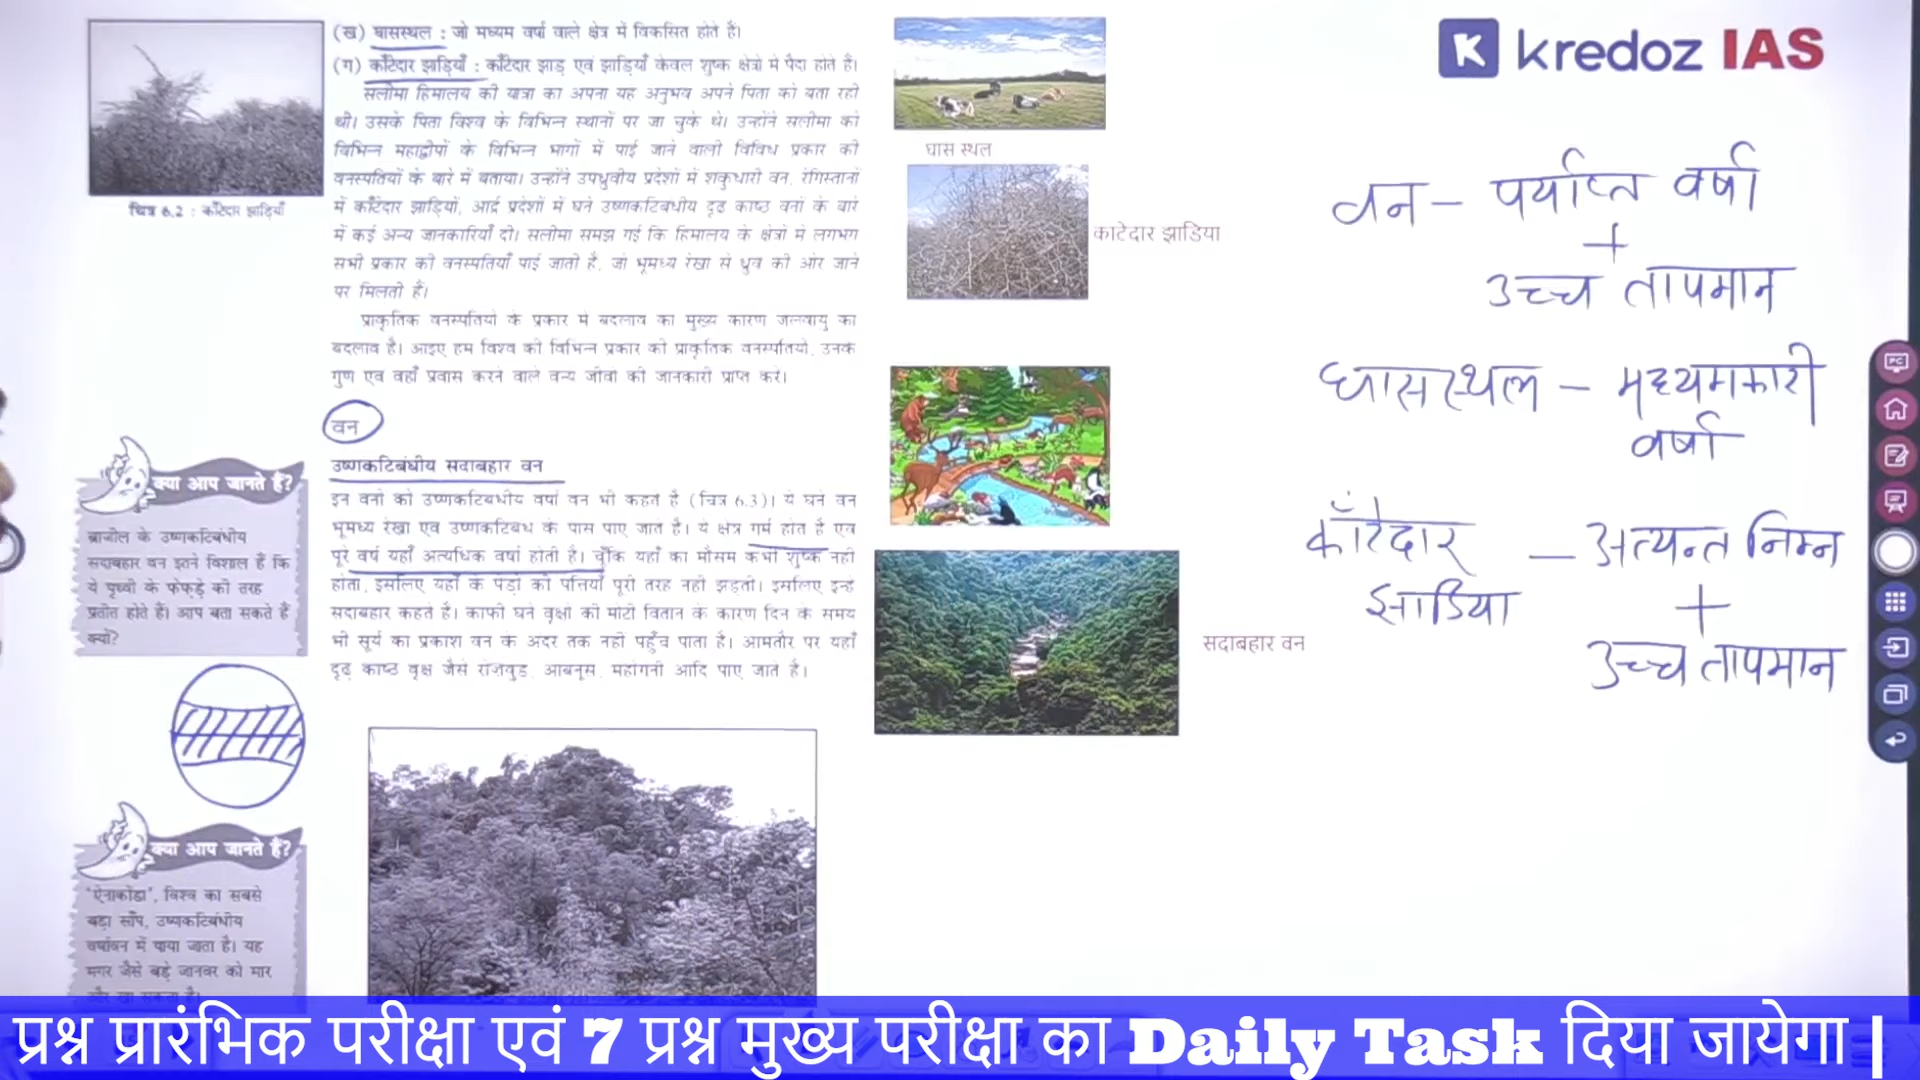 (ख) घासस्थल : जो मध्यम वर्षा वाले क्षेत्र में विकसित होते हैं।
(ग) काँटेदार झाड़ियाँ : काँटेदार झाड़ एवं झाड़ियाँ केवल शुष्क क्षेत्रों में पैदा होते हैं।
सलीमा हिमालय की यात्रा का अपना यह अनुभव अपने पिता को बता रही
थी। उसके पिता विश्व के विभिन्न स्थानों पर जा चुके थे। उन्होंने सलीमा को
विभिन्न महाद्वीपों के विभिन्न भागों में पाई जाने वाली विविध प्रकार की
वनस्पतियों के बारे में बताया। उन्होंने उपध्रुवीय प्रदेशों में शंकुधारी वन, रेगिस्तानों
में काँटेदार झाड़ियों, आर्द्र प्रदेशों में घने उष्णकटिबंधीय दृढ़ काष्ठ वनों के बारे
में कई अन्य जानकारियाँ दीं। सलीमा समझ गई कि हिमालय के क्षेत्रों में लगभग
सभी प्रकार की वनस्पतियाँ पाई जाती हैं, जो भूमध्य रेखा से ध्रुव की ओर जाने
पर मिलती हैं।
प्राकृतिक वनस्पतियों के प्रकार में बदलाव का मुख्य कारण जलवायु का
बदलाव है। आइए हम विश्व की विभिन्न प्रकार की प्राकृतिक वनस्पतियों, उनके
गुण एवं वहाँ प्रवास करने वाले वन्य जीवों की जानकारी प्राप्त करें।
वन
उष्णकटिबंधीय सदाबहार वन
इन वनों को उष्णकटिबंधीय वर्षा वन भी कहते हैं (चित्र 6.3)। ये घने वन
भूमध्य रेखा एवं उष्णकटिबंध के पास पाए जाते हैं। ये क्षेत्र गर्म होते हैं एवं
पूरे वर्ष यहाँ अत्यधिक वर्षा होती है। चूँकि यहाँ का मौसम कभी शुष्क नहीं
होता, इसलिए यहाँ के पेड़ों की पत्तियाँ पूरी तरह नहीं झड़तीं। इसलिए इन्हें
सदाबहार कहते हैं। काफी घने वृक्षों की मोटी वितान के कारण दिन के समय
भी सूर्य का प्रकाश वन के अंदर तक नहीं पहुँच पाता है। आमतौर पर यहाँ
दृढ़ काष्ठ वृक्ष जैसे रोज़वुड, आबनूस, महोगनी आदि पाए जाते हैं।
चित्र 6.2 : काँटेदार झाड़ियाँ
क्या आप जानते हैं?
ब्राजील के उष्णकटिबंधीय
सदाबहार वन इतने विशाल हैं कि
ये पृथ्वी के फेफड़े की तरह
प्रतीत होते हैं। आप बता सकते हैं
क्यों?
क्या आप जानते हैं?
'ऐनाकोंडा', विश्व का सबसे
बड़ा साँप, उष्णकटिबंधीय
वर्षावन में पाया जाता है। यह
मगर जैसे बड़े जानवर को मार
और खा सकता है।
घास स्थल
काटेदार झाडिया
सदाबहार वन
K kredoz IAS
वन – पर्याप्त वर्षा
+
उच्च तापमान
घासस्थल – मध्यमकारी
वर्षा
काँटेदार – अत्यन्त निम्न
झाडिया +
उच्च तापमान
PC
प्रश्न प्रारंभिक परीक्षा एवं 7 प्रश्न मुख्य परीक्षा का Daily Task दिया जायेगा |